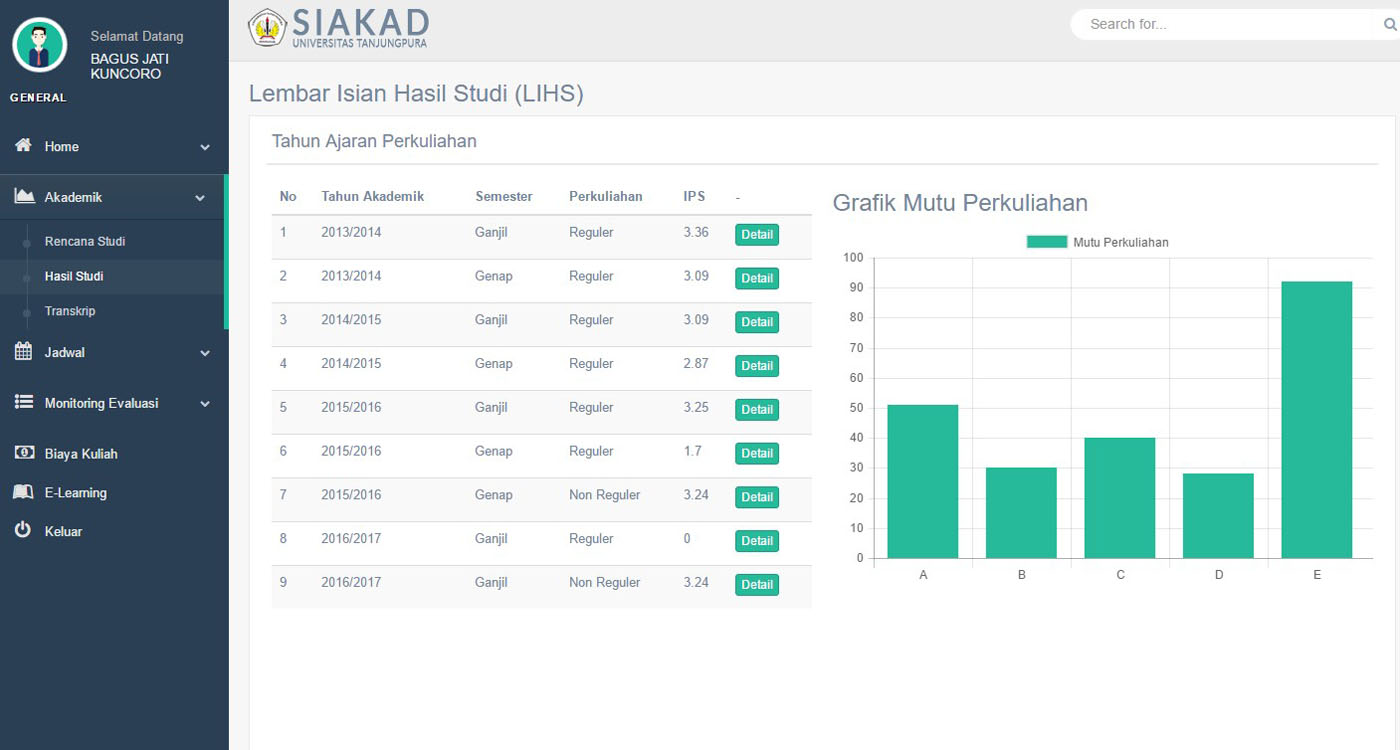 Selamat Datang
BAGUS JATI
KUNCORO
GENERAL
Home
Akademik
Rencana Studi
Hasil Studi
Transkrip
Jadwal
Monitoring Evaluasi
Biaya Kuliah
E-Learning
Keluar
SIAKAD
UNIVERSITAS TANJUNGPURA
Search for...
Lembar Isian Hasil Studi (LIHS)
Tahun Ajaran Perkuliahan
No Tahun Akademik Semester Perkuliahan IPS -
1 2013/2014 Ganjil Reguler 3.36 Detail
2 2013/2014 Genap Reguler 3.09 Detail
3 2014/2015 Ganjil Reguler 3.09 Detail
4 2014/2015 Genap Reguler 2.87 Detail
5 2015/2016 Ganjil Reguler 3.25 Detail
6 2015/2016 Genap Reguler 1.7 Detail
7 2015/2016 Genap Non Reguler 3.24 Detail
8 2016/2017 Ganjil Reguler 0 Detail
9 2016/2017 Ganjil Non Reguler 3.24 Detail
Grafik Mutu Perkuliahan
Mutu Perkuliahan
100
90
80
70
60
50
40
30
20
10
0
A B C D E